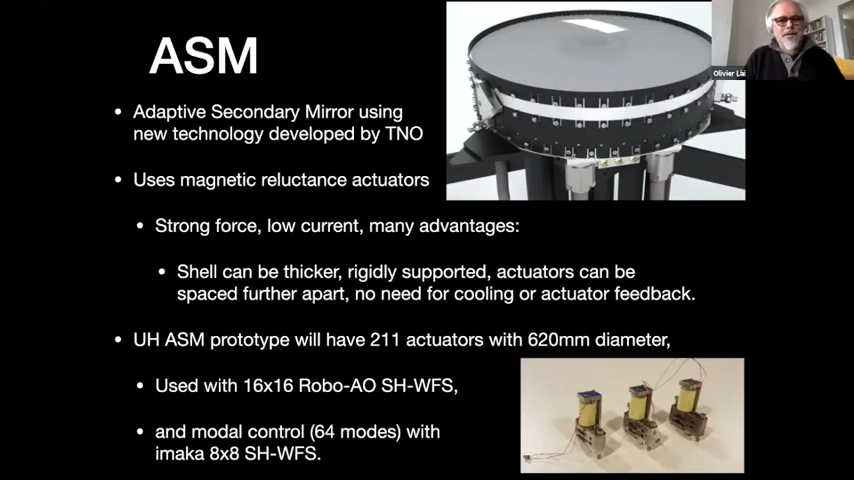 ASM
Adaptive Secondary Mirror using
new technology developed by TNO
Uses magnetic reluctance actuators
Strong force, low current, many advantages:
Shell can be thicker, rigidly supported, actuators can be
spaced further apart, no need for cooling or actuator feedback.
UH ASM prototype will have 211 actuators with 620mm diameter,
Used with 16x16 Robo-AO SH-WFS,
and modal control (64 modes) with
imaka 8x8 SH-WFS.
Olivier Lai